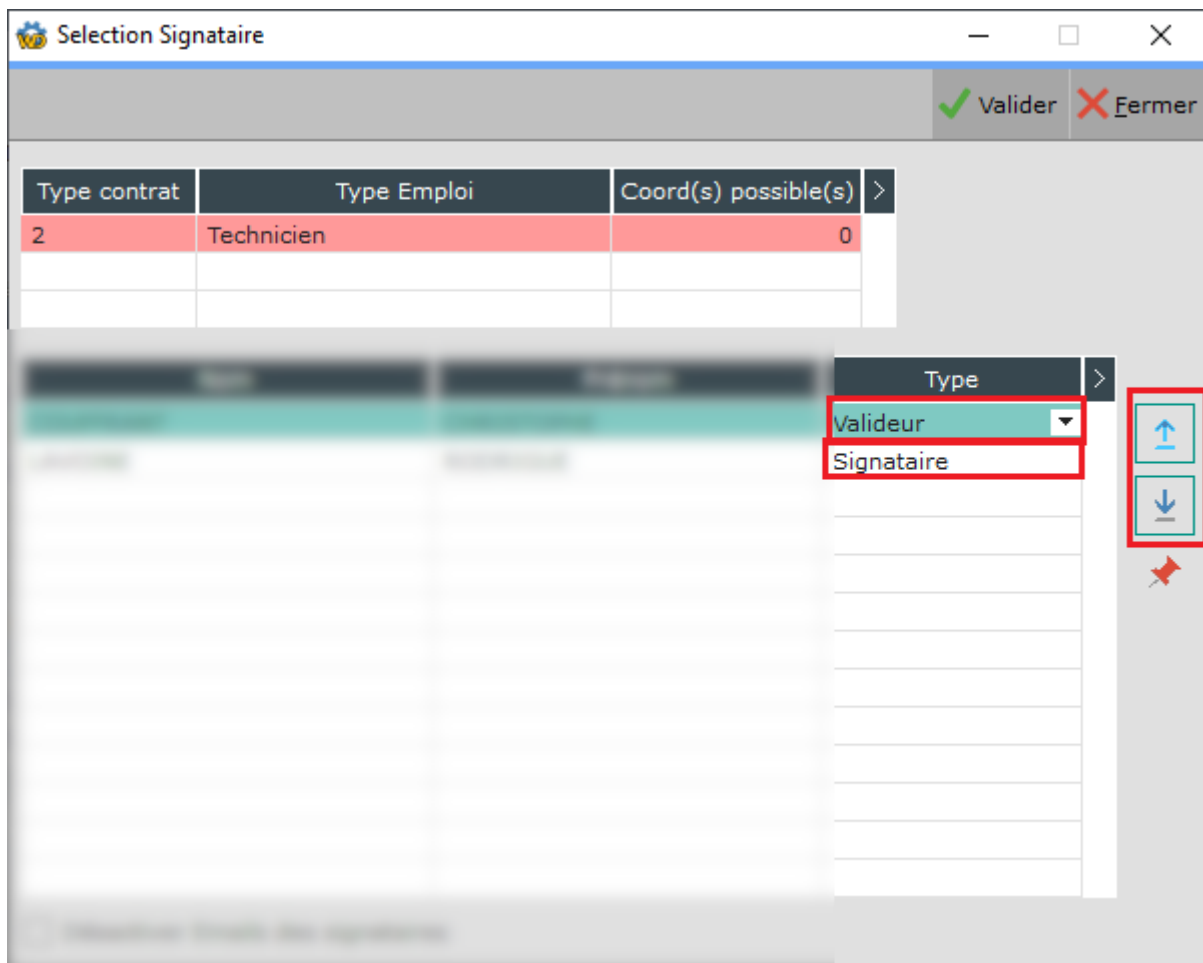 Selection Signataire
Valider Fermer
Type contrat Type Emploi Coord(s) possible(s) >
2 Technicien 0
Type >
Valideur
Signataire